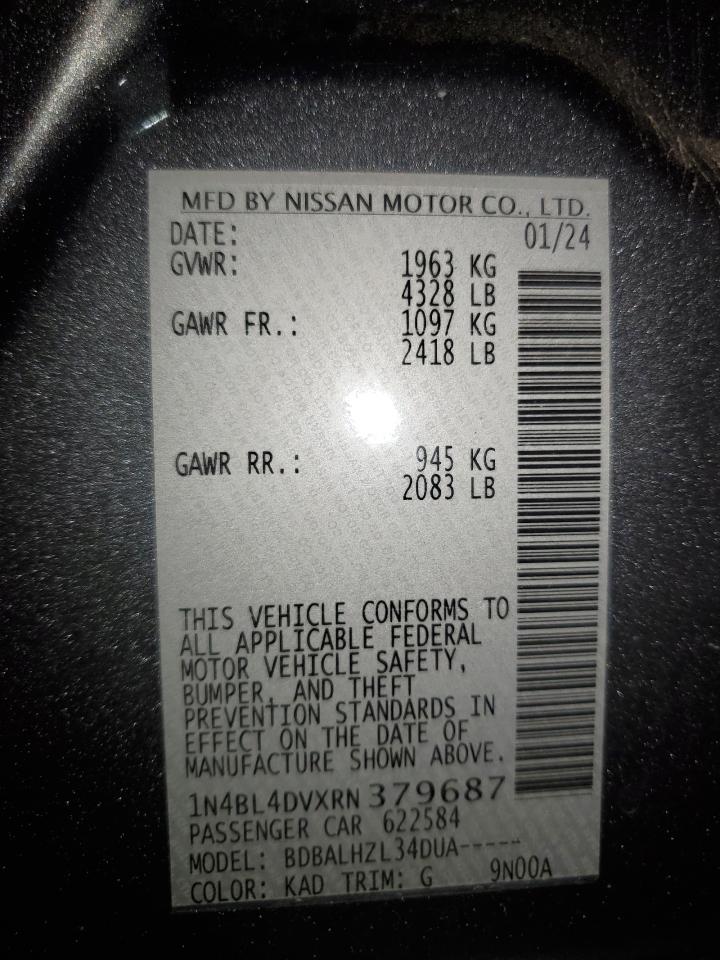 MFD BY NISSAN MOTOR CO., LTD.
DATE: 01/24
GVWR: 1963 KG
4328 LB
GAWR FR.: 1097 KG
2418 LB
GAWR RR.: 945 KG
2083 LB
THIS VEHICLE CONFORMS TO
ALL APPLICABLE FEDERAL
MOTOR VEHICLE SAFETY,
BUMPER, AND THEFT
PREVENTION STANDARDS IN
EFFECT ON THE DATE OF
MANUFACTURE SHOWN ABOVE.
1N4BL4DVXRN 379687
PASSENGER CAR 622584
MODEL: BDBALHZL34DUA-----
COLOR: KAD TRIM: G 9N00A